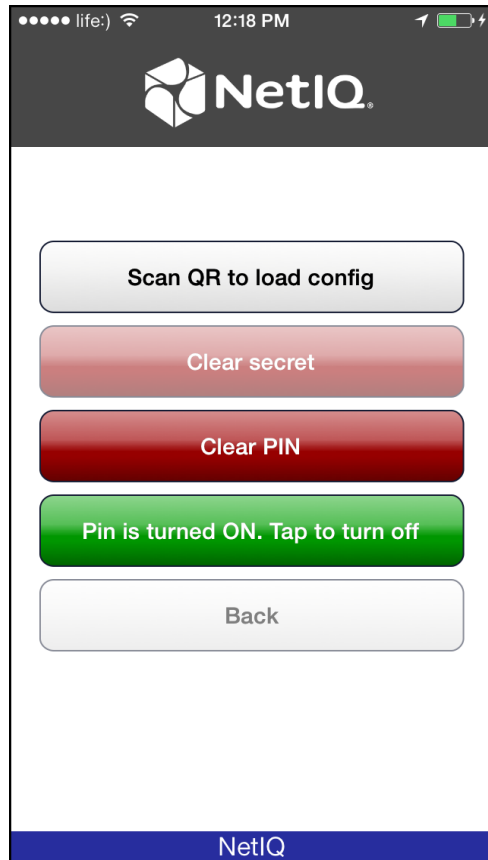 life:) 12:18 PM
NetIQ®
Scan QR to load config
Clear secret
Clear PIN
Pin is turned ON. Tap to turn off
Back
NetIQ